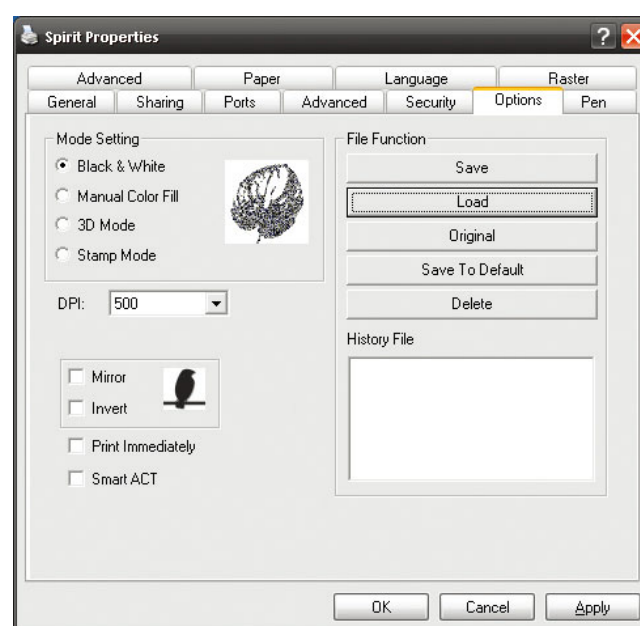 Spirit Properties
Advanced Paper Language Raster
General Sharing Ports Advanced Security Options Pen
Mode Setting
Black & White
Manual Color Fill
3D Mode
Stamp Mode
DPI: 500
Mirror
Invert
Print Immediately
Smart ACT
File Function
Save
Load
Original
Save To Default
Delete
History File
OK Cancel Apply